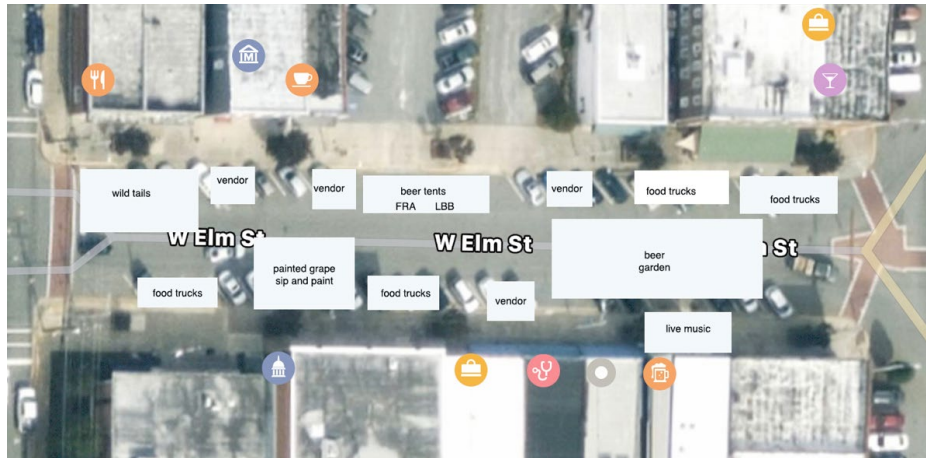 wild tails
vendor
vendor
beer tents
FRA LBB
vendor
food trucks
food trucks
W Elm St
W Elm St
m St
painted grape
sip and paint
beer
garden
food trucks
food trucks
vendor
live music
M